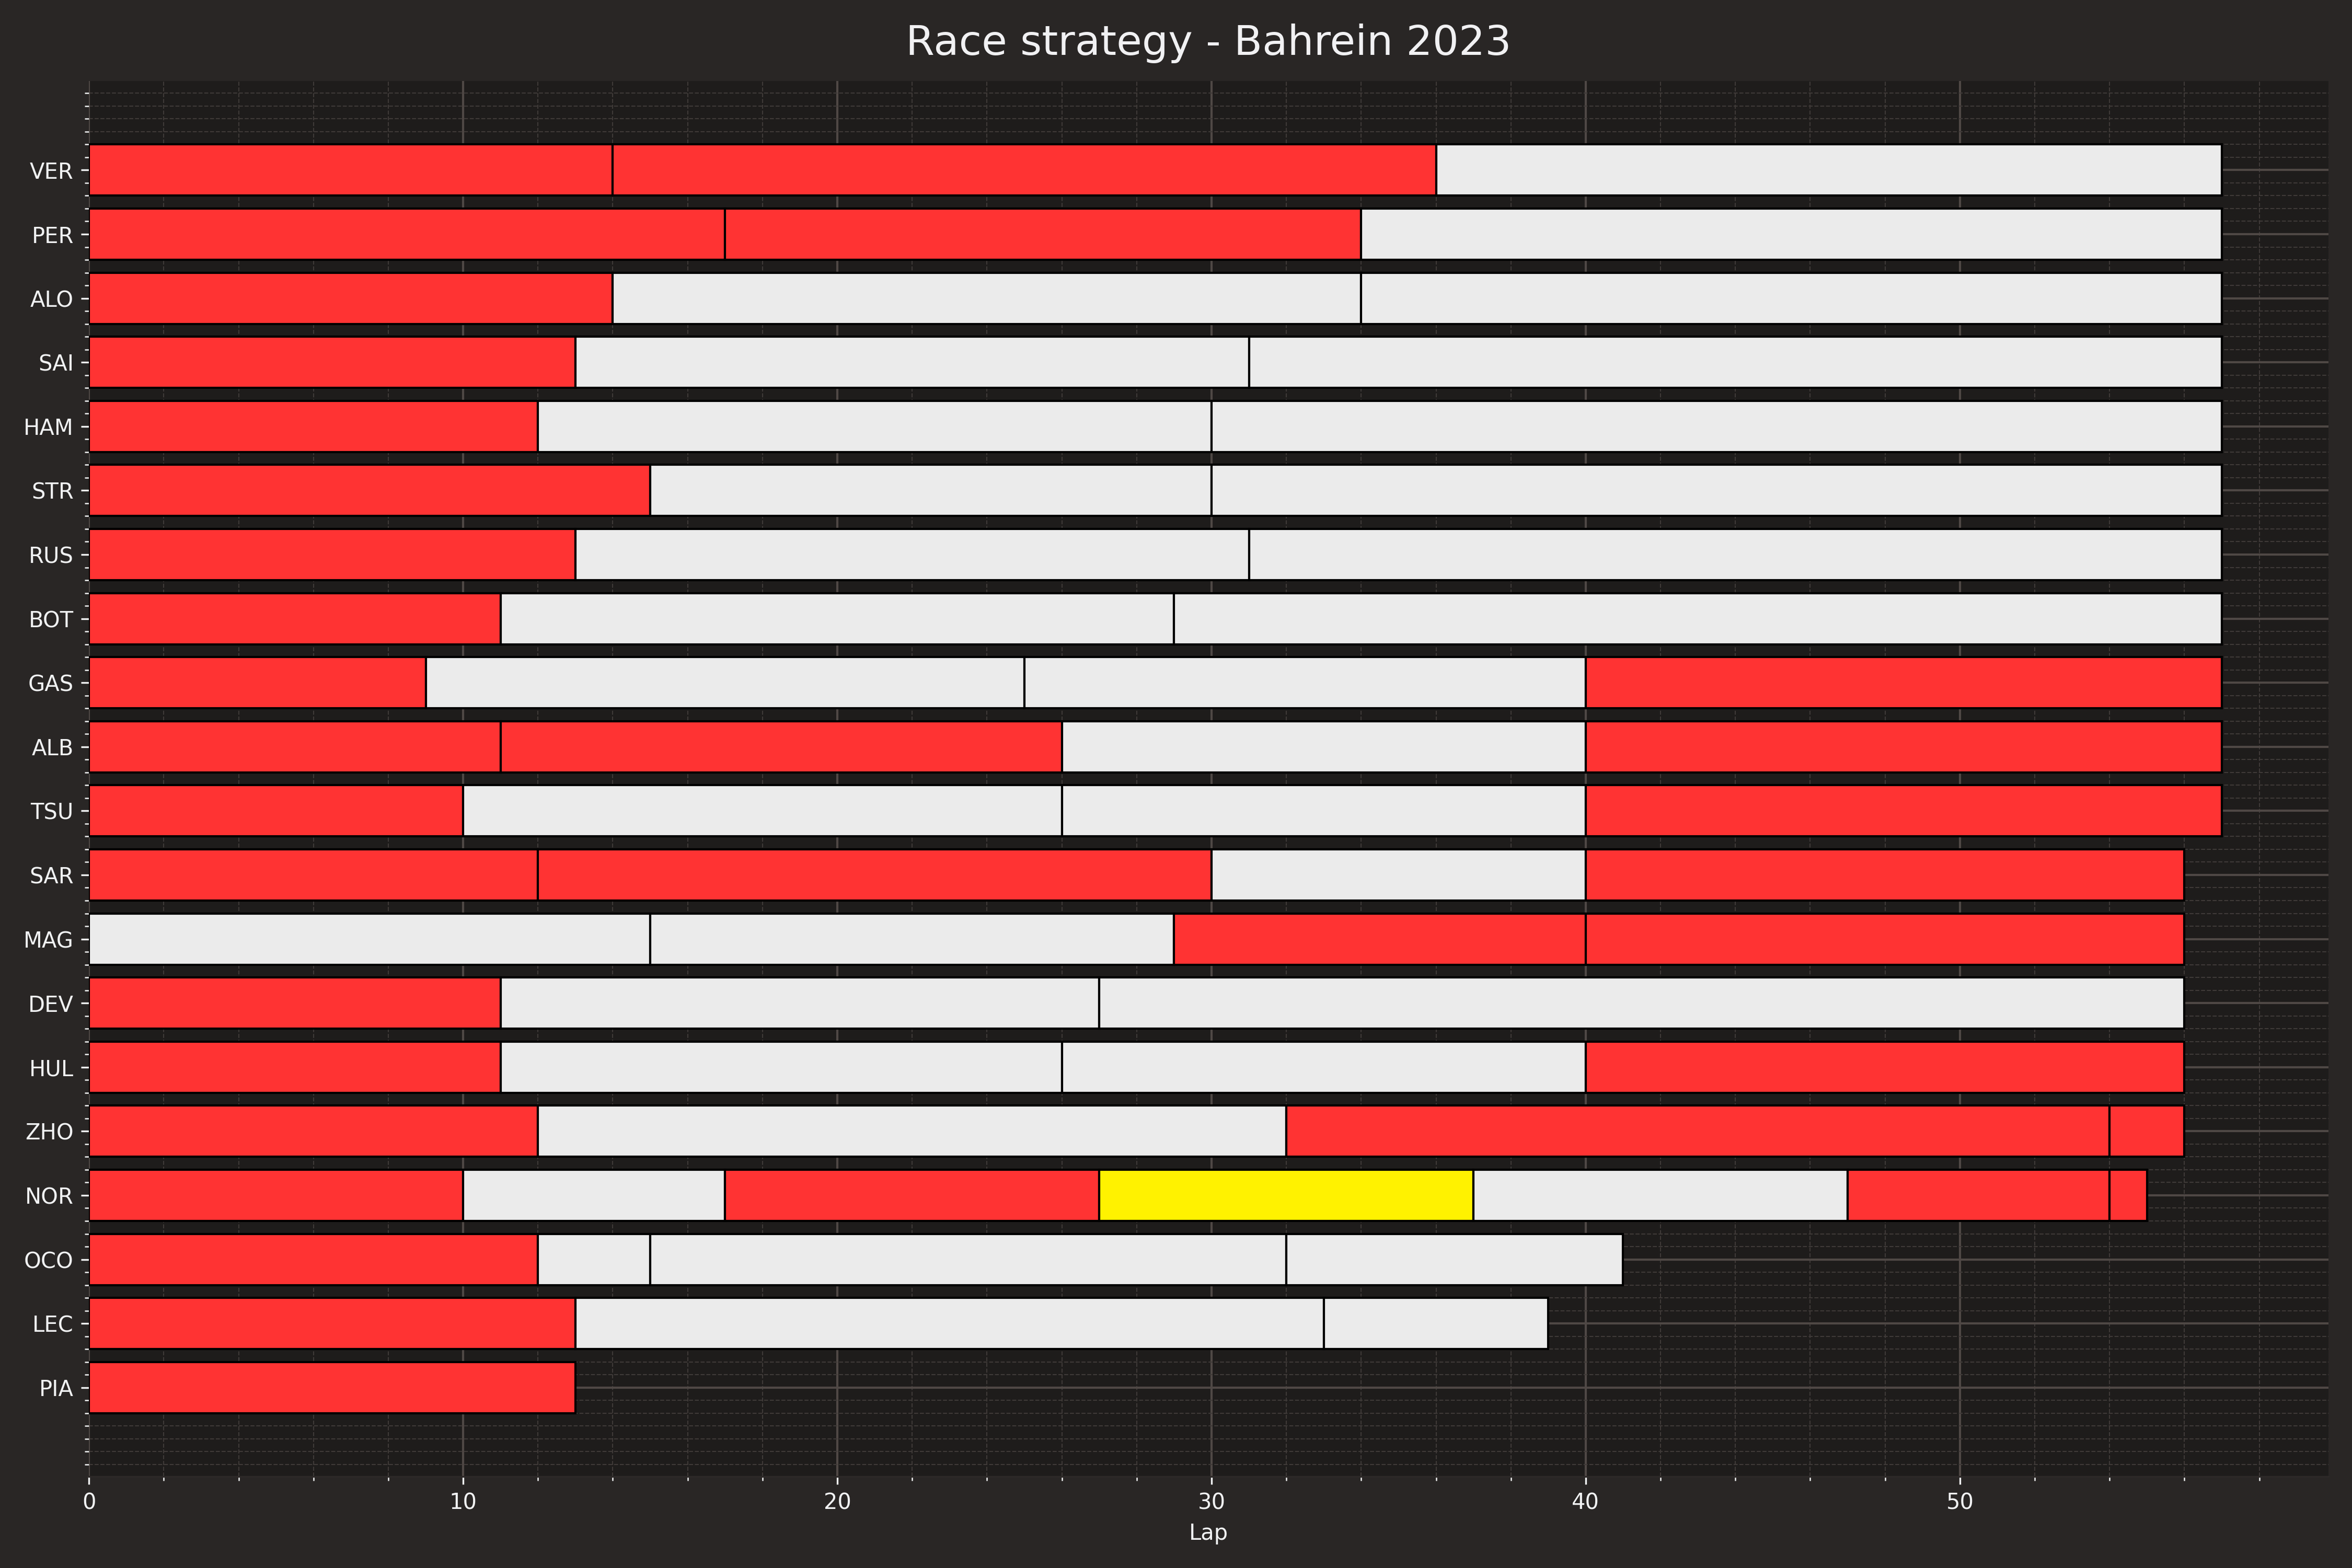 Race strategy - Bahrein 2023
VER
PER
ALO
SAI
HAM
STR
RUS
BOT
GAS
ALB
TSU
SAR
MAG
DEV
HUL
ZHO
NOR
OCO
LEC
PIA
0 10 20 30 40 50
Lap